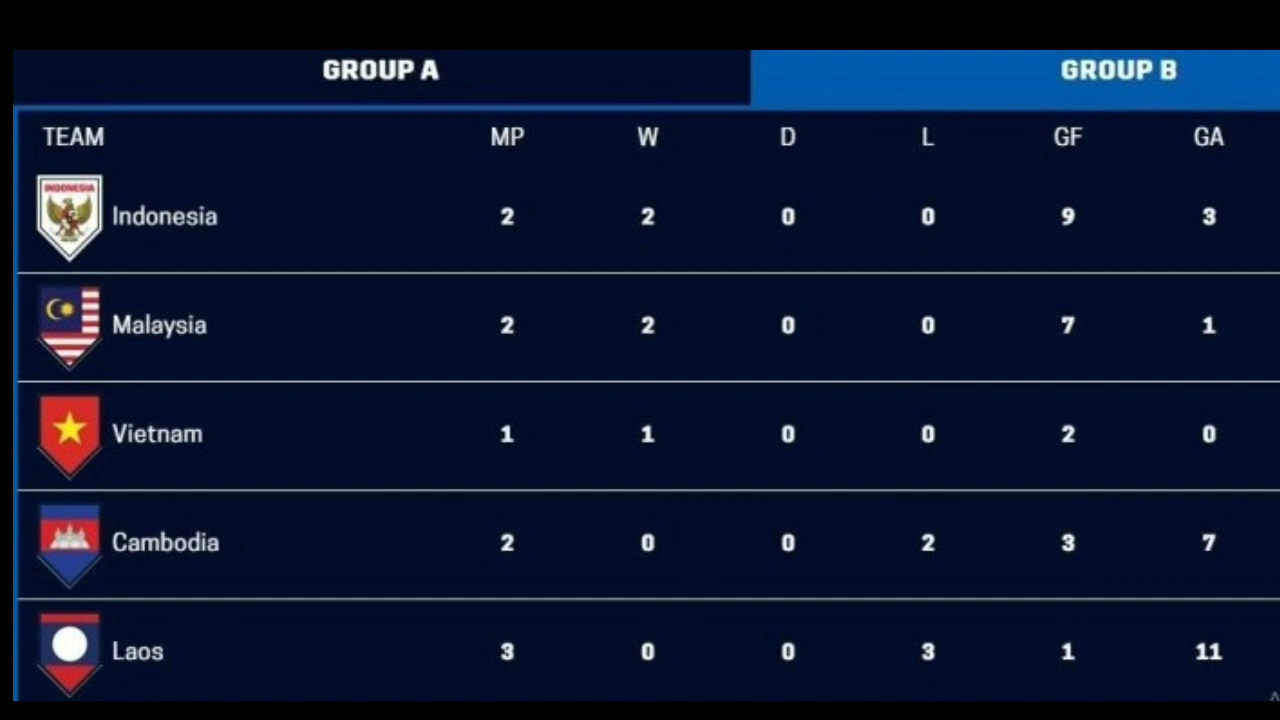 GROUP A GROUP B
TEAM MP W D L GF GA
INDONESIA
Indonesia 2 2 0 0 9 3
Malaysia 2 2 0 0 7 1
Vietnam 1 1 0 0 2 0
Cambodia 2 0 0 2 3 7
Laos 3 0 0 3 1 11